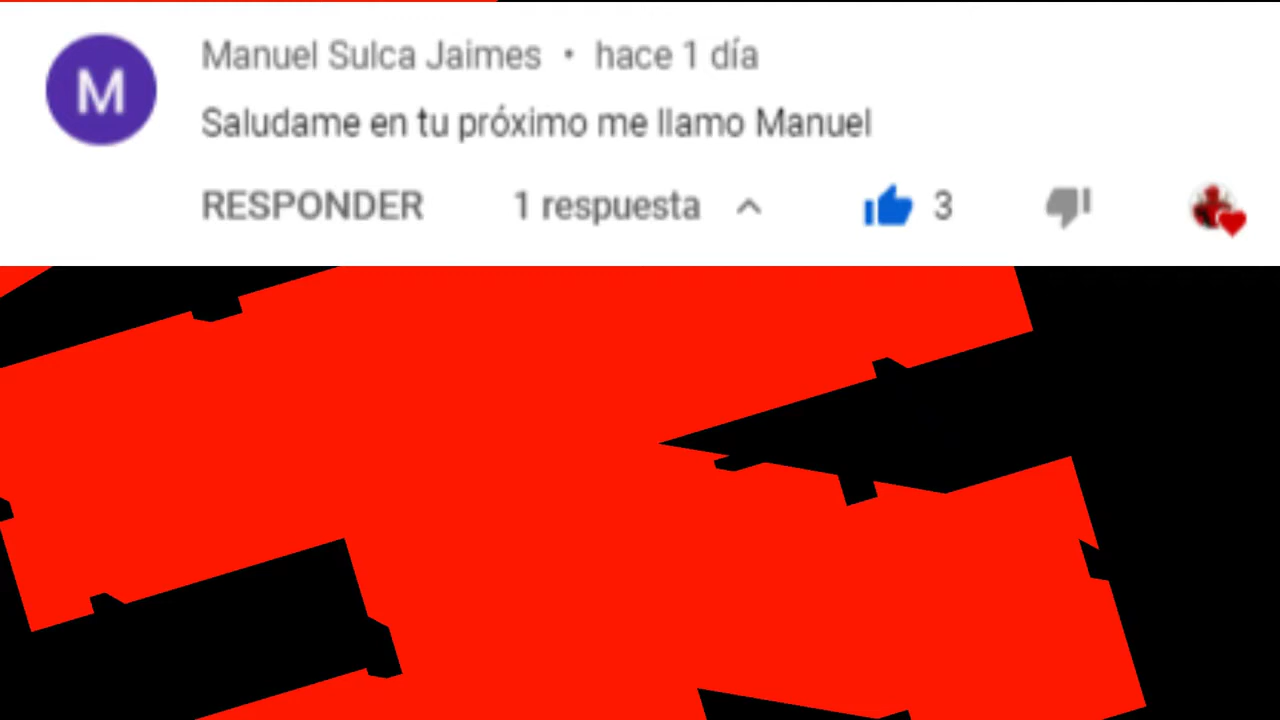 M
Manuel Sulca Jaimes • hace 1 día
Saludame en tu próximo me llamo Manuel
RESPONDER 1 respuesta 3